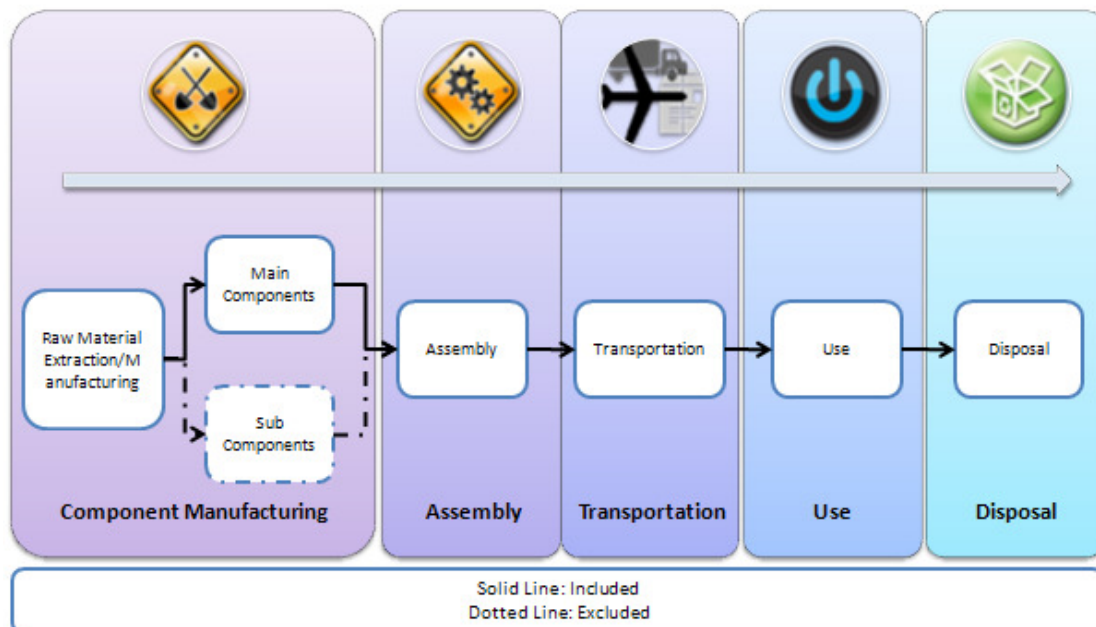 Main
Components
Raw Material
Extraction/M
anufacturing
Sub
Components
Assembly
Transportation
Use
Disposal
Component Manufacturing
Assembly
Transportation
Use
Disposal
Solid Line: Included
Dotted Line: Excluded